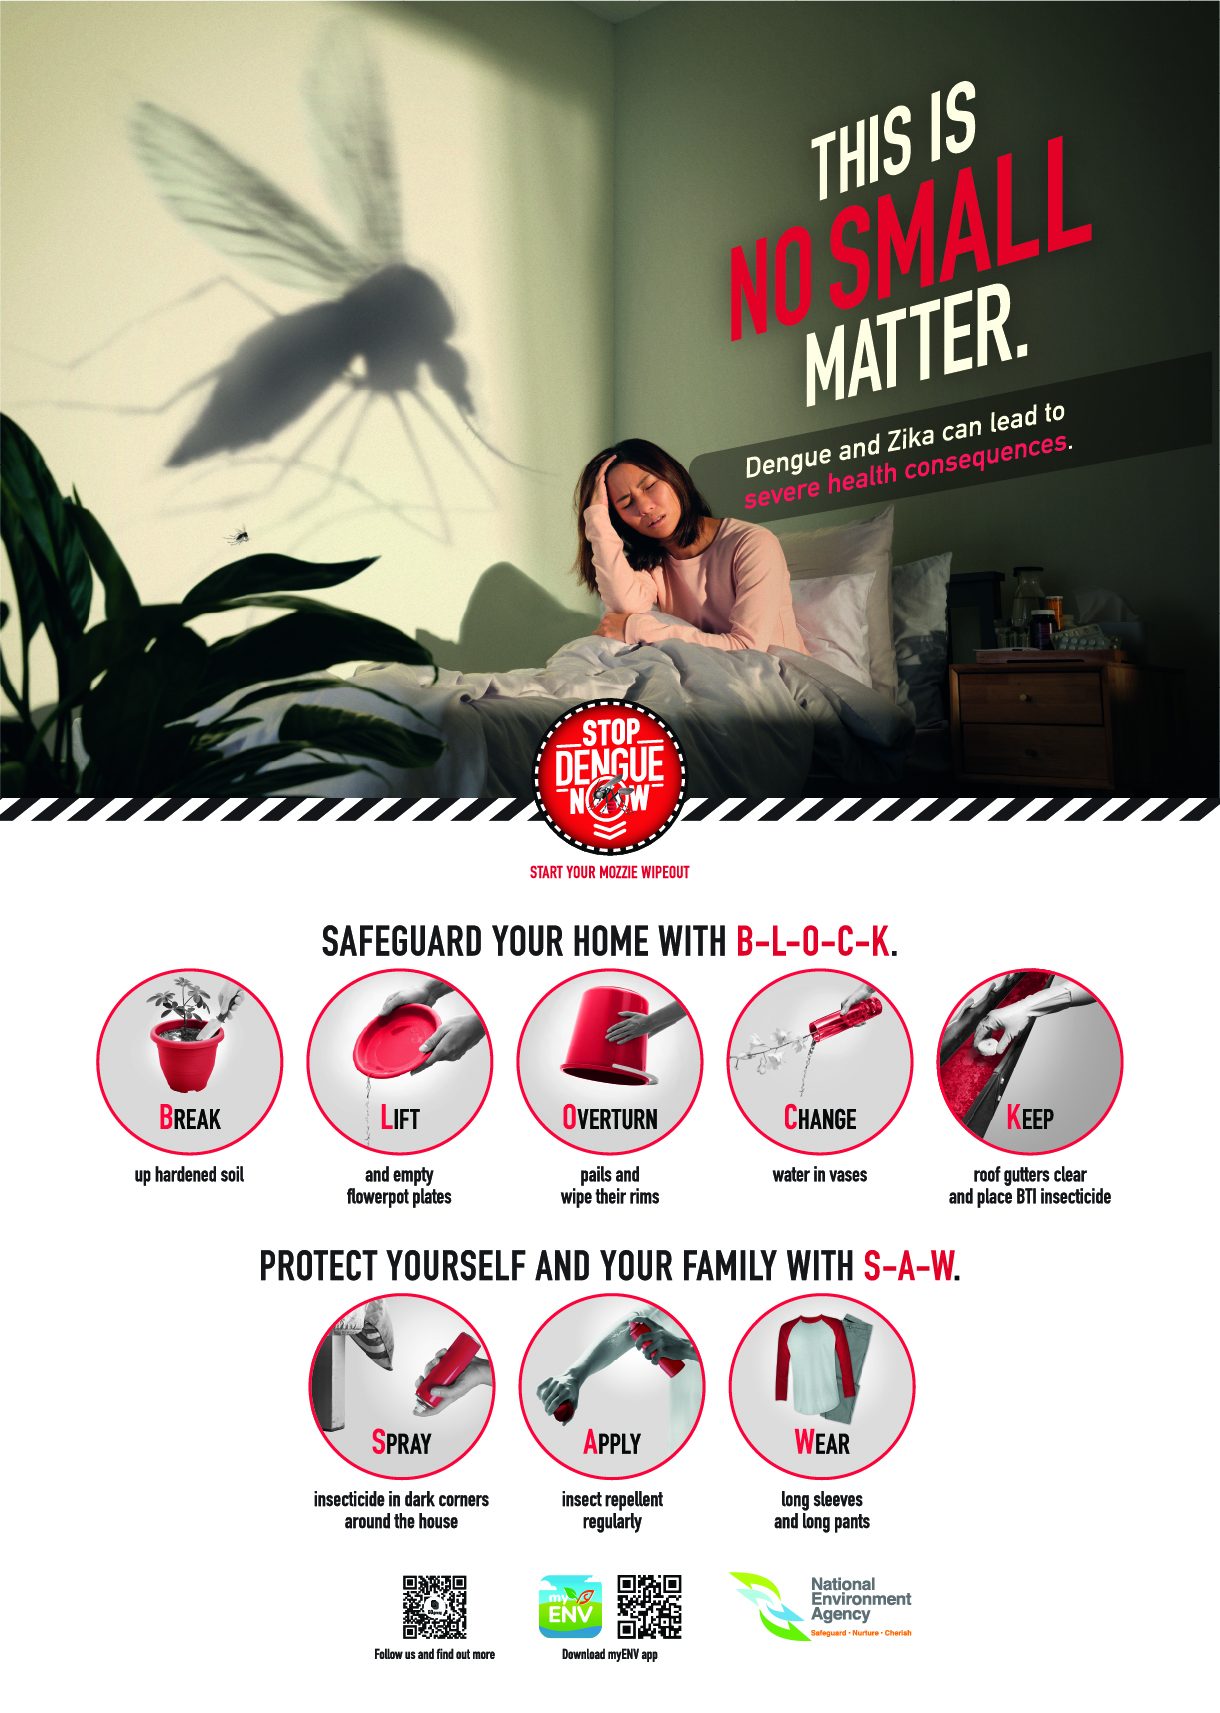 THIS IS
NO SMALL
MATTER.
Dengue and Zika can lead to
severe health consequences.
STOP
DENGUE
NOW
START YOUR MOZZIE WIPEOUT
SAFEGUARD YOUR HOME WITH B-L-O-C-K.
BREAK
up hardened soil
LIFT
and empty
flowerpot plates
OVERTURN
pails and
wipe their rims
CHANGE
water in vases
KEEP
roof gutters clear
and place BTI insecticide
PROTECT YOURSELF AND YOUR FAMILY WITH S-A-W.
SPRAY
insecticide in dark corners
around the house
APPLY
insect repellent
regularly
WEAR
long sleeves
and long pants
Follow us and find out more
my
ENV
Download myENV app
National
Environment
Agency
Safeguard · Nurture · Cherish